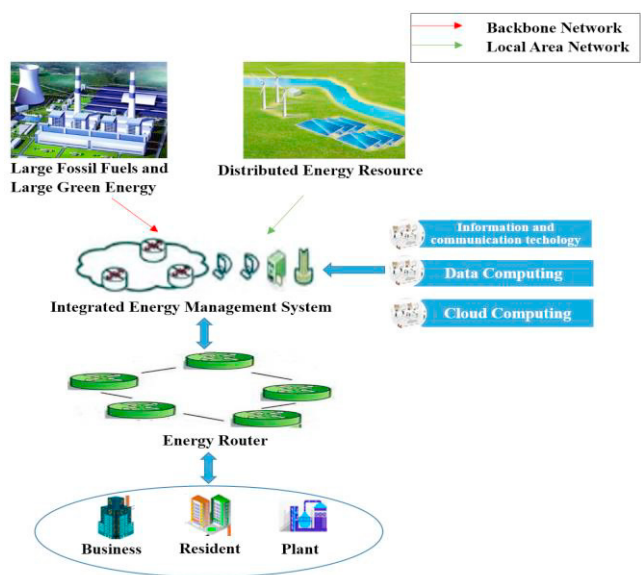 Backbone Network
Local Area Network
Large Fossil Fuels and
Large Green Energy
Distributed Energy Resource
Information and
communication techology
Data Computing
Cloud Computing
Integrated Energy Management System
Energy Router
Business
Resident
Plant